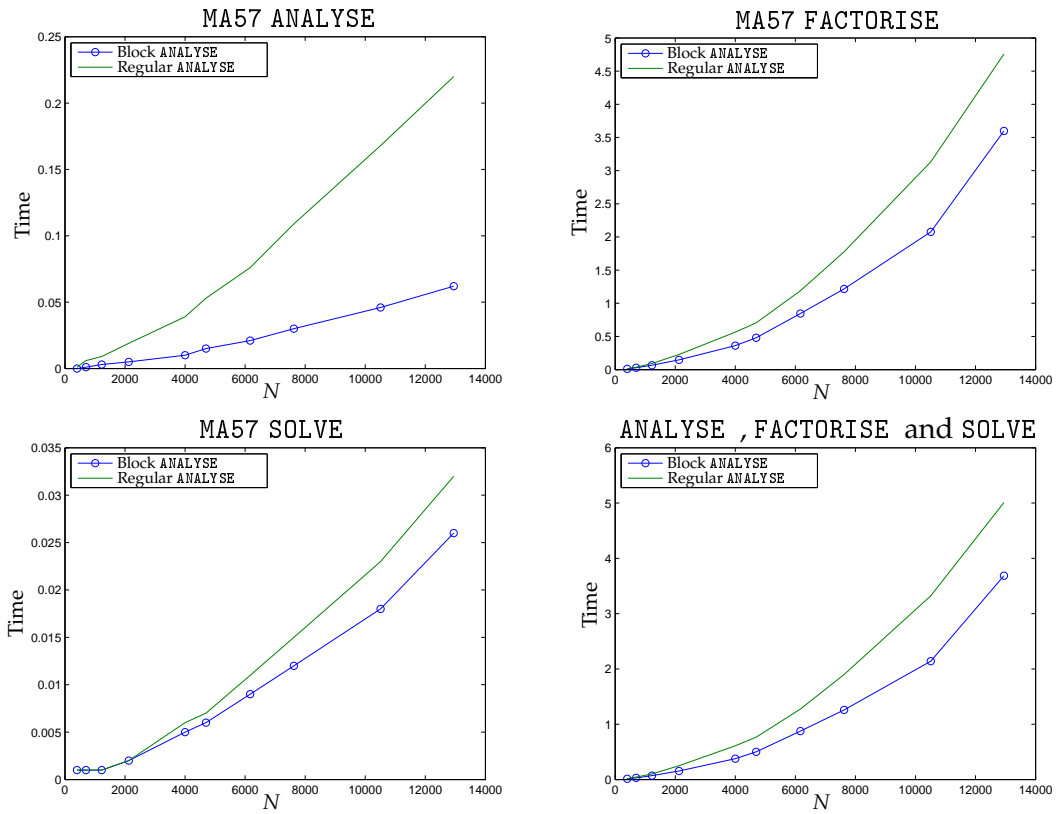 MA57 ANALYSE
Block ANALYSE
Regular ANALYSE
Time
0.25
0.2
0.15
0.1
0.05
0
0 2000 4000 6000 8000 10000 12000 14000
N
MA57 FACTORISE
Block ANALYSE
Regular ANALYSE
Time
5
4.5
4
3.5
3
2.5
2
1.5
1
0.5
0
0 2000 4000 6000 8000 10000 12000 14000
N
MA57 SOLVE
Block ANALYSE
Regular ANALYSE
Time
0.035
0.03
0.025
0.02
0.015
0.01
0.005
0
0 2000 4000 6000 8000 10000 12000 14000
N
ANALYSE , FACTORISE and SOLVE
Block ANALYSE
Regular ANALYSE
Time
6
5
4
3
2
1
0
0 2000 4000 6000 8000 10000 12000 14000
N